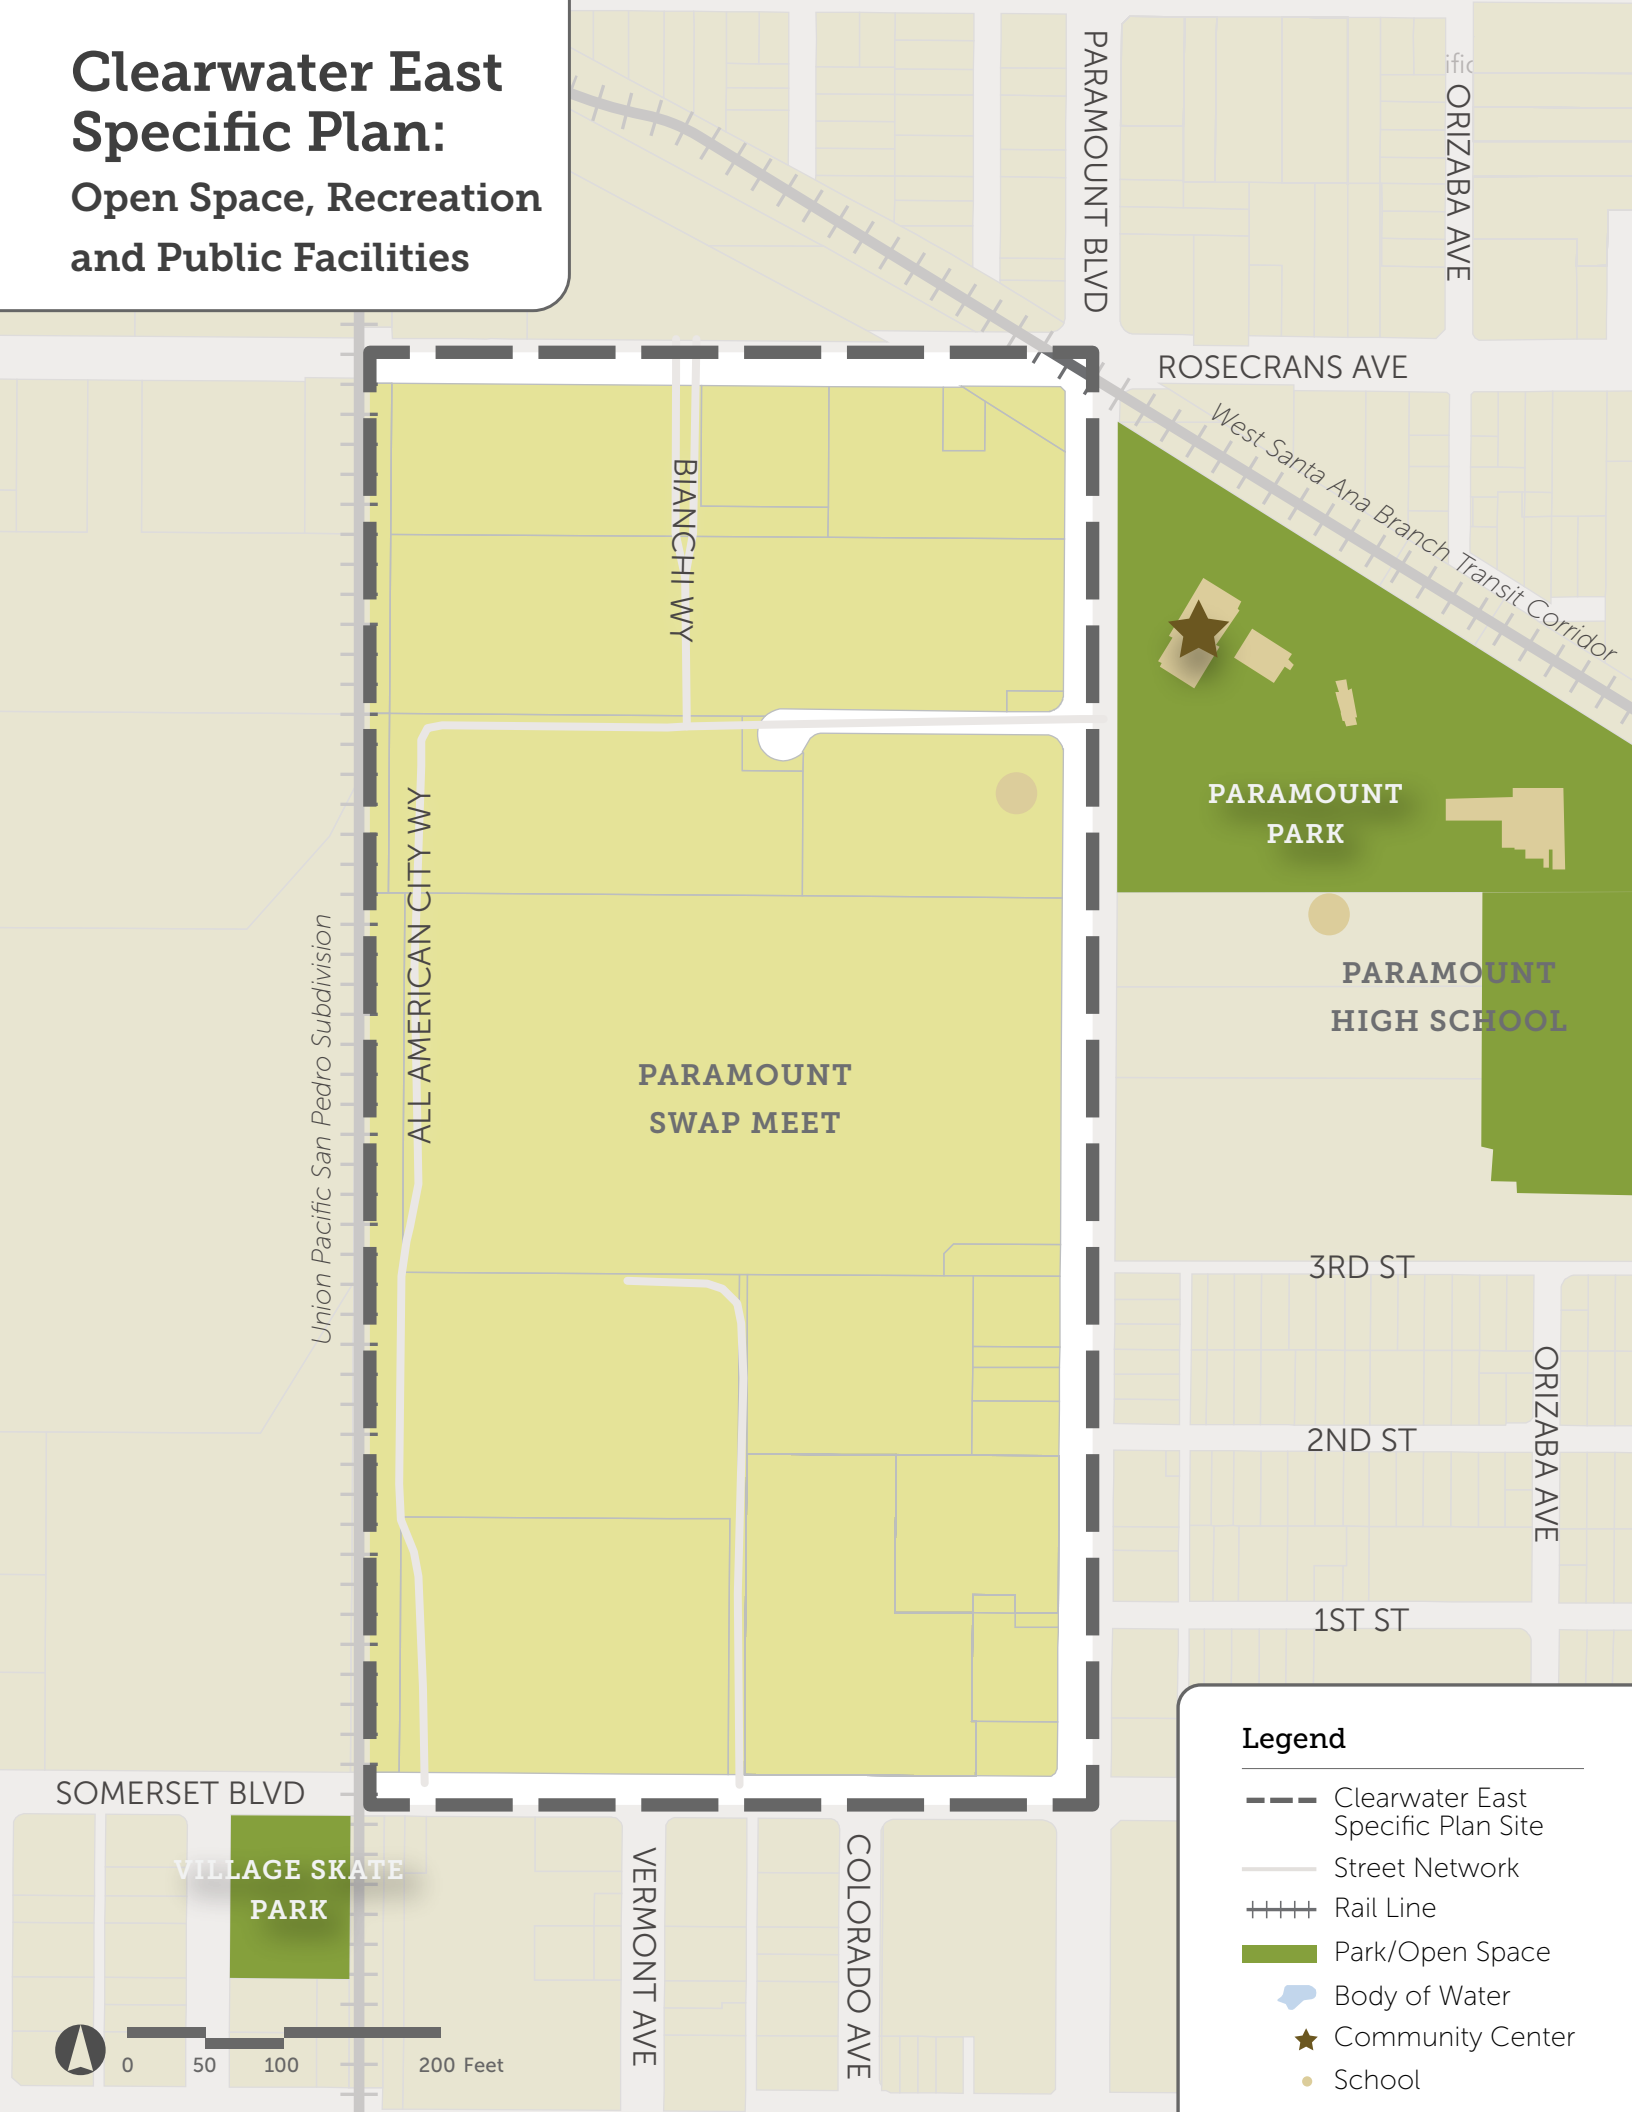 Clearwater East
Specific Plan:
Open Space, Recreation
and Public Facilities
PARAMOUNT BLVD
ific
ORIZABA AVE
ROSECRANS AVE
West Santa Ana Branch Transit Corridor
BIANCHI WY
ALL AMERICAN CITY WY
Union Pacific San Pedro Subdivision
PARAMOUNT
PARK
PARAMOUNT
HIGH SCHOOL
PARAMOUNT
SWAP MEET
3RD ST
2ND ST
ORIZABA AVE
1ST ST
SOMERSET BLVD
VILLAGE SKATE
PARK
VERMONT AVE
COLORADO AVE
0 50 100 200 Feet
Legend
Clearwater East
Specific Plan Site
Street Network
Rail Line
Park/Open Space
Body of Water
Community Center
School